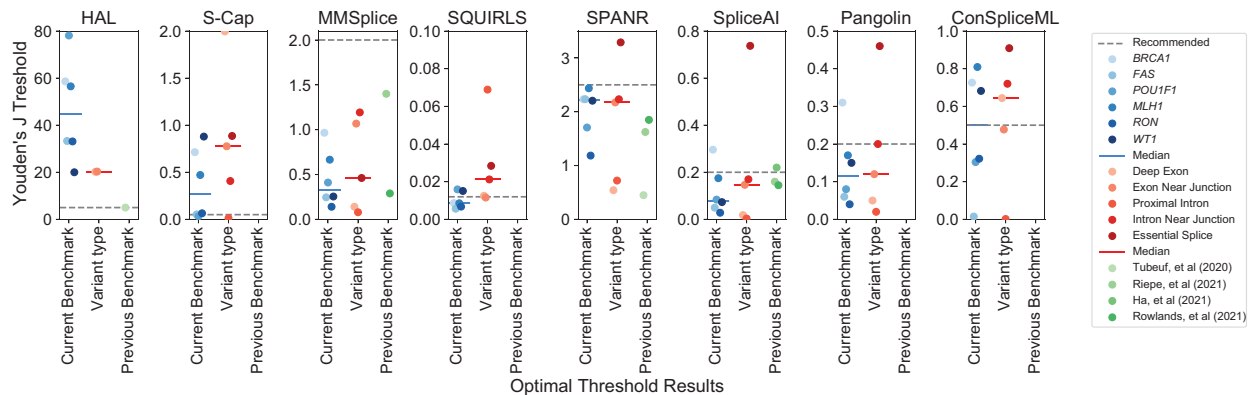 HAL
S-Cap
MMSplice
SQUIRLS
SPANR
SpliceAI
Pangolin
ConSpliceML
Youden's J Treshold
80
60
40
20
0
2.0
1.5
1.0
0.5
0.0
2.0
1.5
1.0
0.5
0.0
0.10
0.08
0.06
0.04
0.02
0.00
3
2
1
0
0.8
0.6
0.4
0.2
0.0
0.5
0.4
0.3
0.2
0.1
0.0
1.0
0.8
0.6
0.4
0.2
0.0
Current Benchmark
Variant type
Previous Benchmark
Current Benchmark
Variant type
Previous Benchmark
Current Benchmark
Variant type
Previous Benchmark
Current Benchmark
Variant type
Previous Benchmark
Current Benchmark
Variant type
Previous Benchmark
Current Benchmark
Variant type
Previous Benchmark
Current Benchmark
Variant type
Previous Benchmark
Current Benchmark
Variant type
Previous Benchmark
Optimal Threshold Results
Recommended
BRCA1
FAS
POU1F1
MLH1
RON
WT1
Median
Deep Exon
Exon Near Junction
Proximal Intron
Intron Near Junction
Essential Splice
Median
Tubeuf, et al (2020)
Riepe, et al (2021)
Ha, et al (2021)
Rowlands, et al (2021)